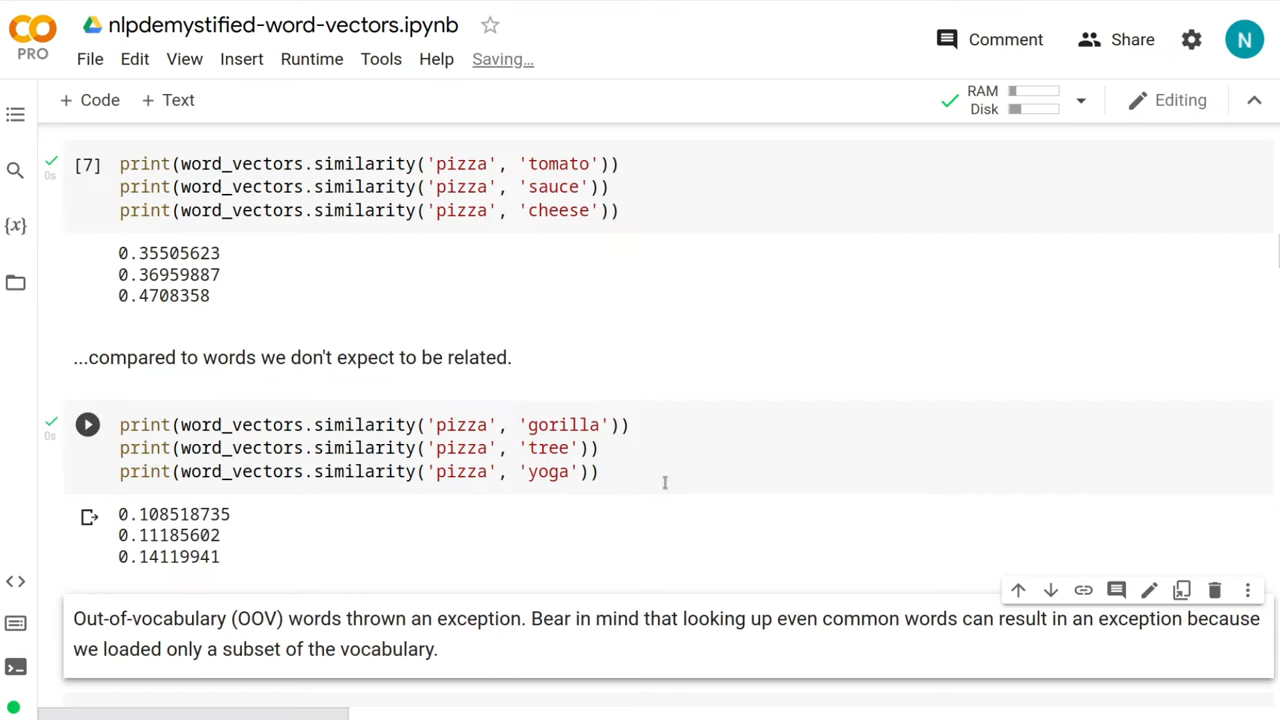 nlpdemystified-word-vectors.ipynb
PRO
File Edit View Insert Runtime Tools Help Saving...
Comment Share N
+ Code + Text
RAM
Disk
Editing
[7] print(word_vectors.similarity('pizza', 'tomato'))
0s
print(word_vectors.similarity('pizza', 'sauce'))
print(word_vectors.similarity('pizza', 'cheese'))
{x}
0.35505623
0.36959887
0.4708358
...compared to words we don't expect to be related.
print(word_vectors.similarity('pizza', 'gorilla'))
0s
print(word_vectors.similarity('pizza', 'tree'))
print(word_vectors.similarity('pizza', 'yoga'))
0.108518735
0.11185602
0.14119941
Out-of-vocabulary (OOV) words thrown an exception. Bear in mind that looking up even common words can result in an exception because
we loaded only a subset of the vocabulary.